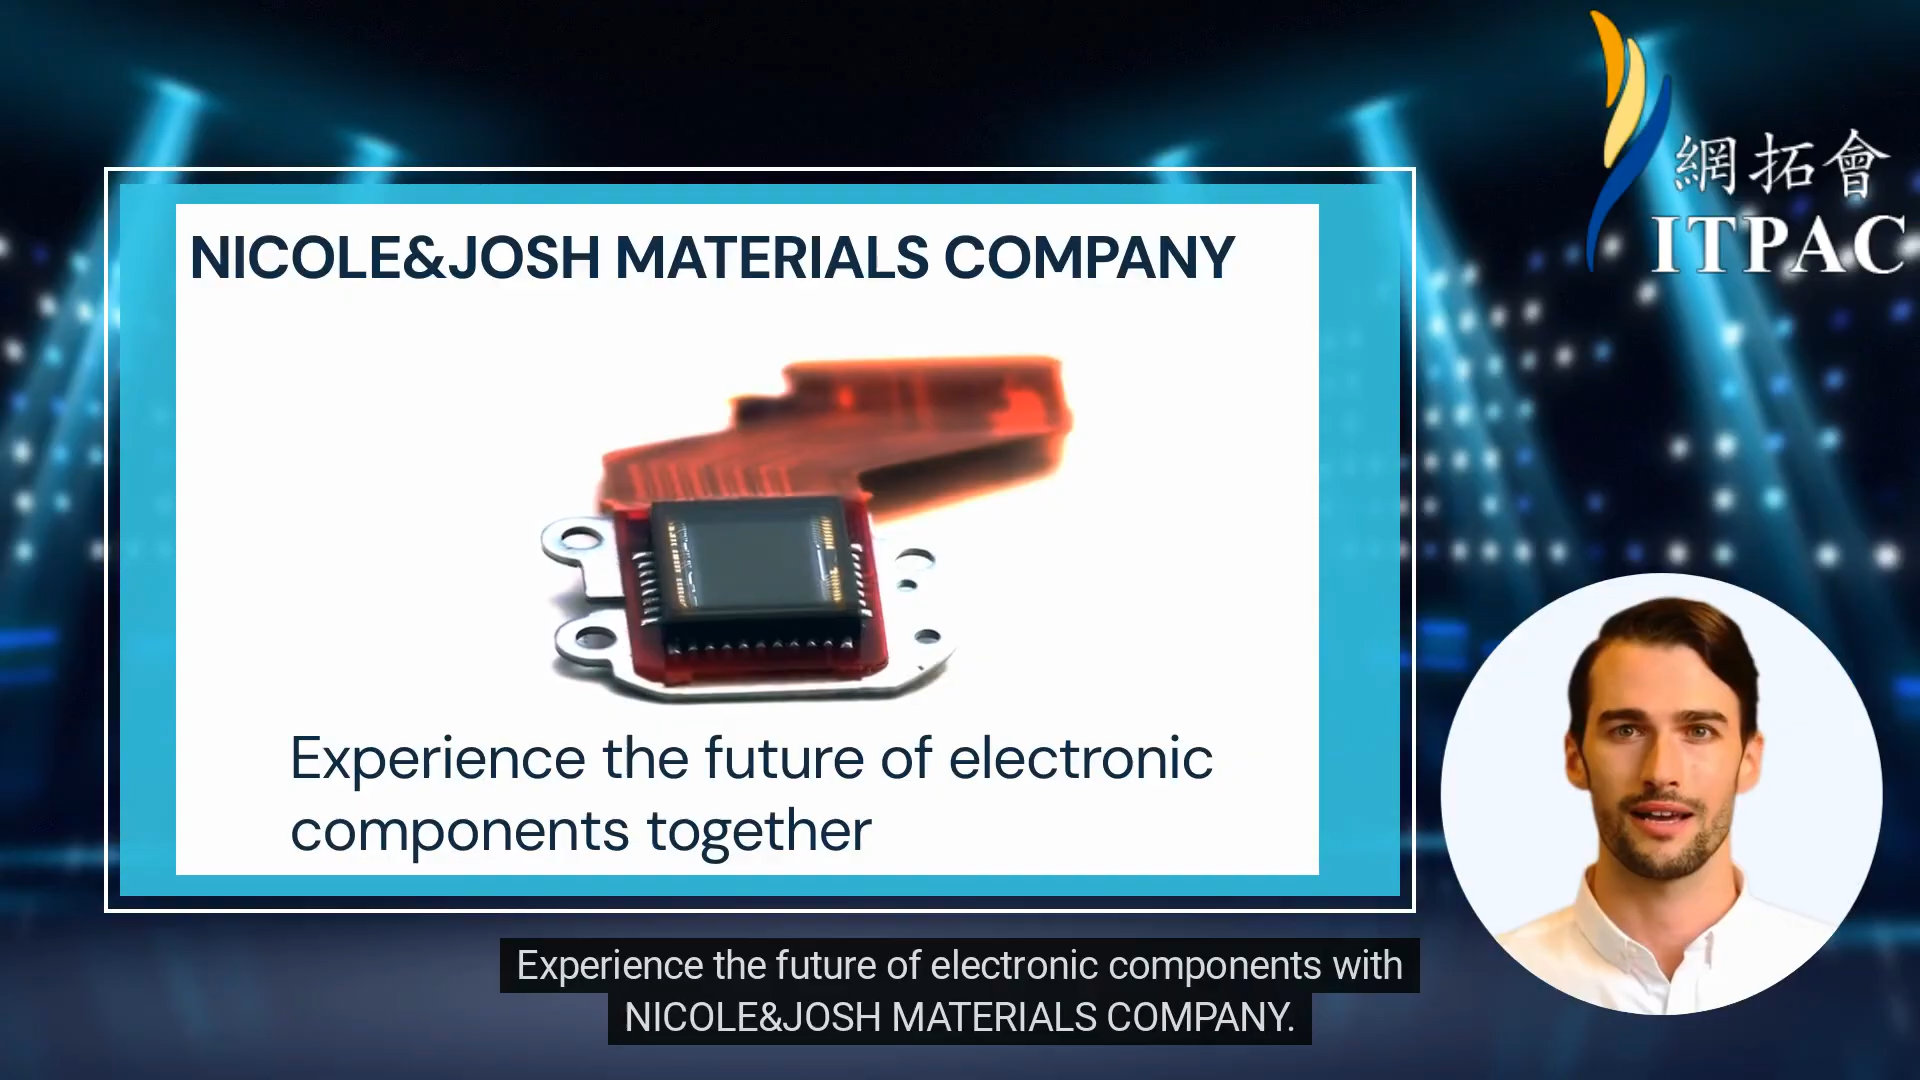 網拓會
ITPAC
NICOLE&JOSH MATERIALS COMPANY
Experience the future of electronic
components together
Experience the future of electronic components with
NICOLE&JOSH MATERIALS COMPANY.